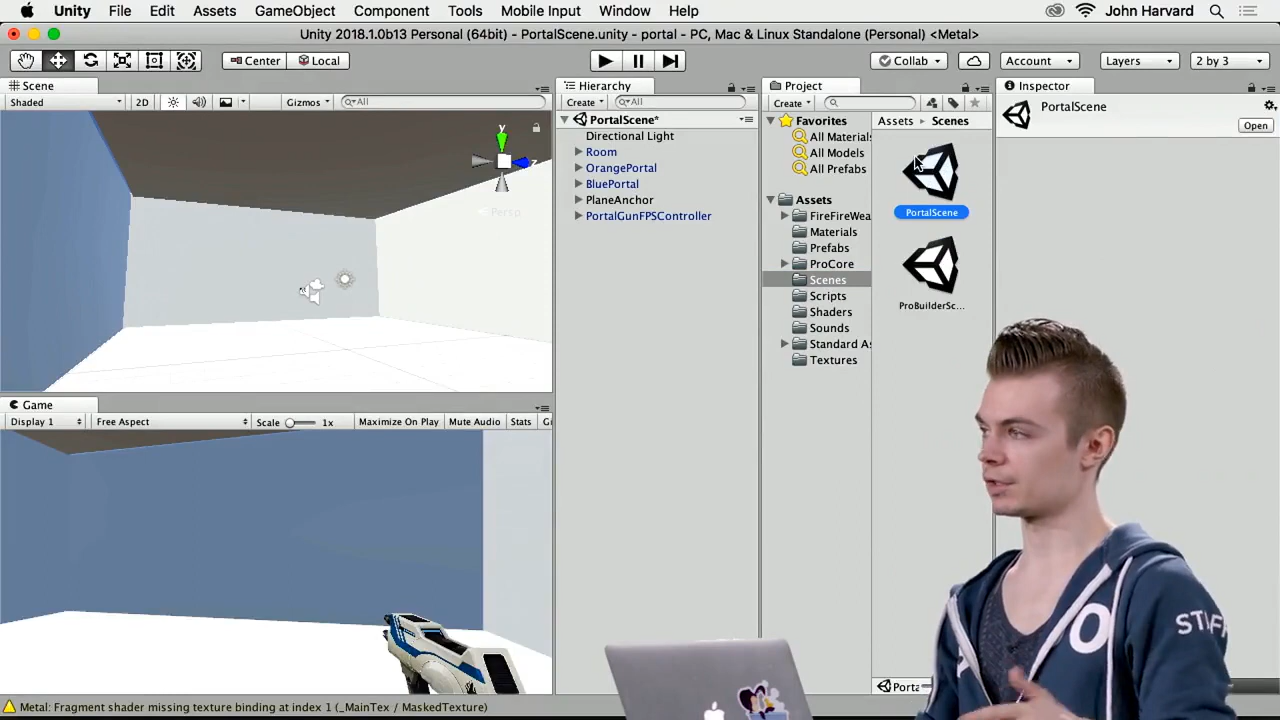 Unity File Edit Assets GameObject Component Tools Mobile Input Window Help John Harvard
Unity 2018.1.0b13 Personal (64bit) - PortalScene.unity - portal - PC, Mac & Linux Standalone (Personal) <Metal>
Center Local Collab Account Layers 2 by 3
Scene
Shaded 2D Gizmos All
y
z
Persp
Game
Display 1 Free Aspect Scale 1x Maximize On Play Mute Audio Stats G
Hierarchy
Create All
PortalScene*
Directional Light
Room
OrangePortal
BluePortal
PlaneAnchor
PortalGunFPSController
Project
Create
Favorites
All Materials
All Models
All Prefabs
Assets
FireFireWea
Materials
Prefabs
ProCore
Scenes
Scripts
Shaders
Sounds
Standard As
Textures
Assets Scenes
PortalScene
ProBuilderSc...
Porta
Inspector
PortalScene
Open
STAFF
Metal: Fragment shader missing texture binding at index 1 (_MainTex / MaskedTexture)